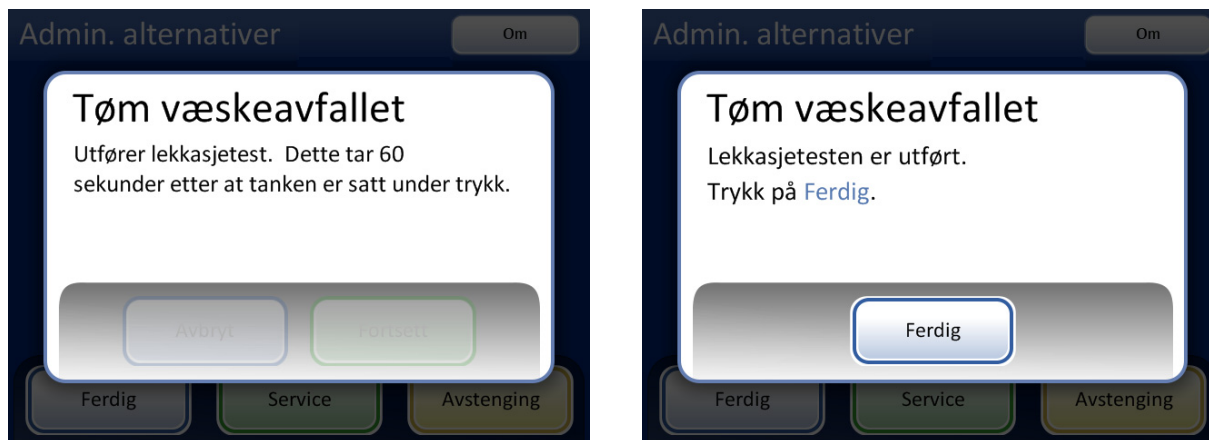 Admin. alternativer
Om
Tøm væskeavfallet
Utfører lekkasjetest.  Dette tar 60
sekunder etter at tanken er satt under trykk.
Avbryt
Fortsett
Ferdig
Service
Avstenging
Admin. alternativer
Om
Tøm væskeavfallet
Lekkasjetesten er utført.
Trykk på Ferdig.
Ferdig
Ferdig
Service
Avstenging